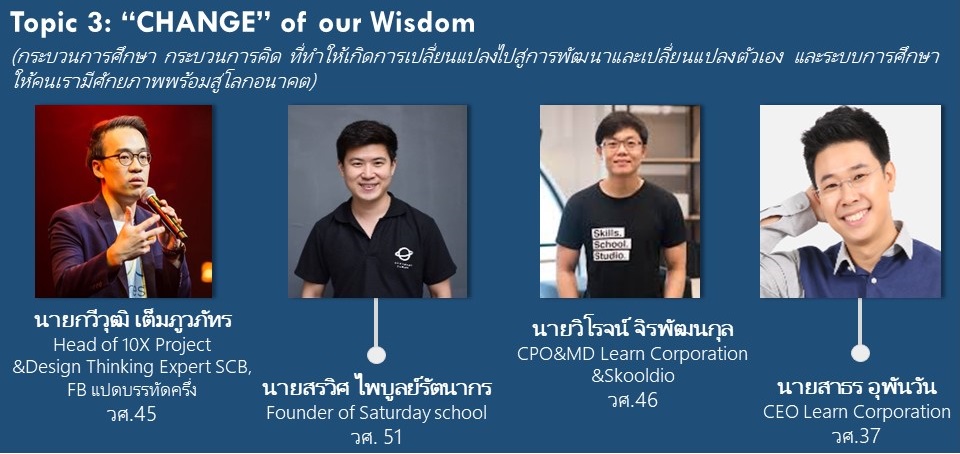 Topic 3: “CHANGE” of our Wisdom
(กระบวนการศึกษา กระบวนการคิด ที่ทำให้เกิดการเปลี่ยนแปลงไปสู่การพัฒนาและเปลี่ยนแปลงตัวเอง และระบบการศึกษา
ให้คนเรามีศักยภาพพร้อมสู่โลกอนาคต)
Skills.
School.
Studio.
นายกวีวุฒิ เต็มภูวภัทร
Head of 10X Project
&Design Thinking Expert SCB,
FB แปดบรรทัดครึ่ง
วศ.45
นายสรวิศ ไพบูลย์รัตนากร
Founder of Saturday school
วศ. 51
นายวิโรจน์ จิรพัฒนกุล
CPO&MD Learn Corporation
&Skooldio
วศ.46
นายสาธร อุพันวัน
CEO Learn Corporation
วศ.37